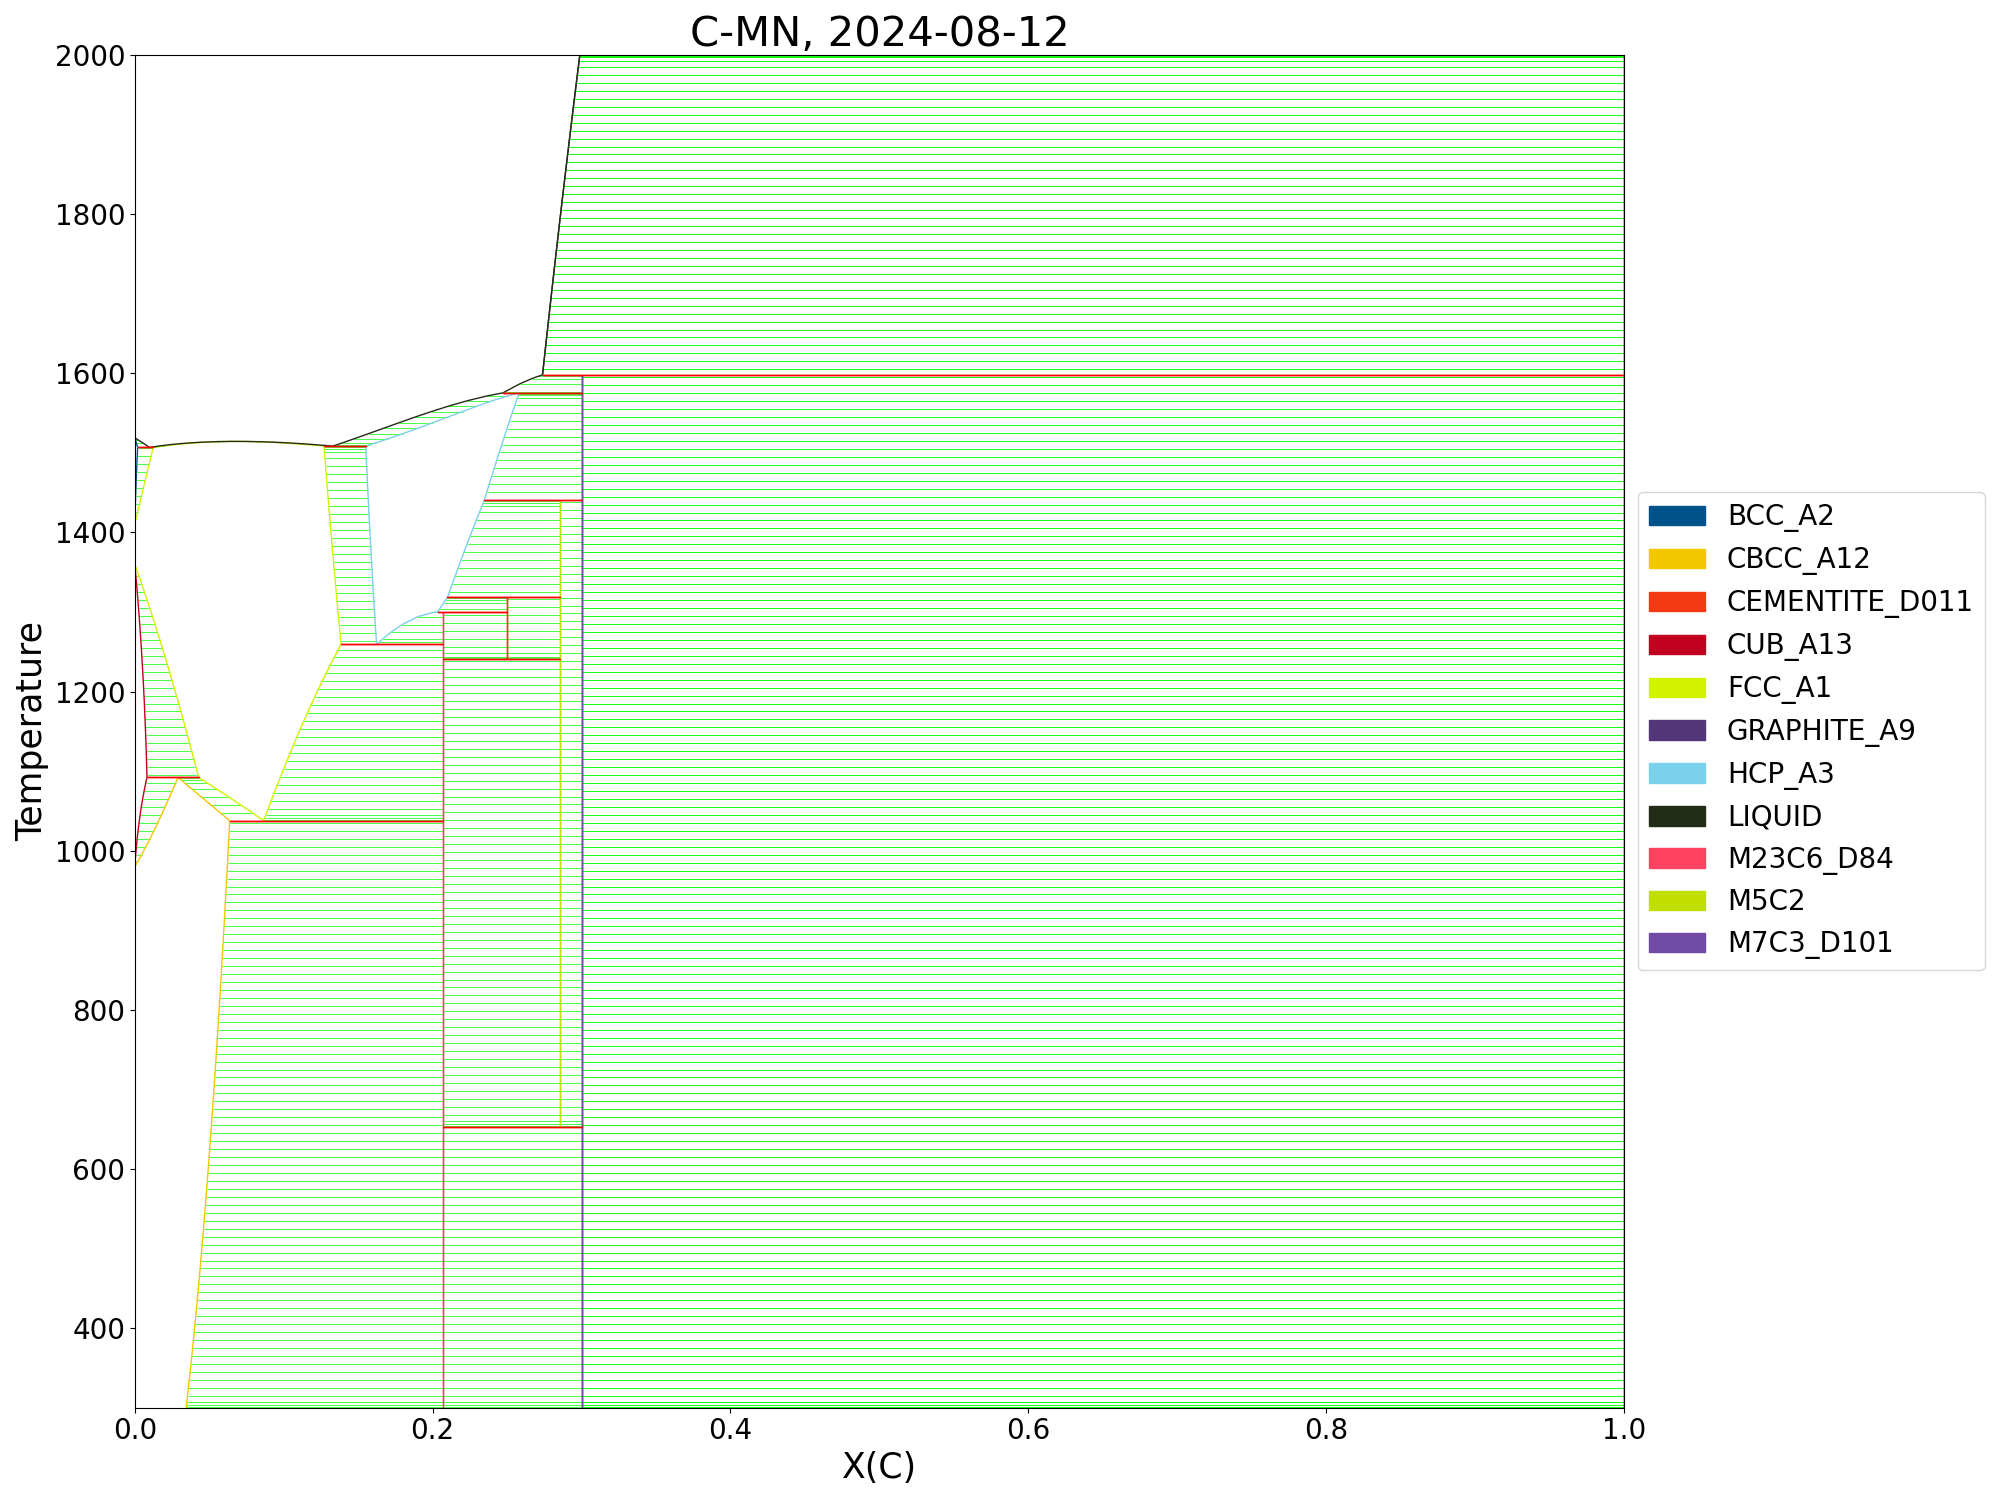 C-MN, 2024-08-12
2000
1800
1600
1400
1200
1000
800
600
400
Temperature
0.0 0.2 0.4 0.6 0.8 1.0
X(C)
BCC_A2
CBCC_A12
CEMENTITE_D011
CUB_A13
FCC_A1
GRAPHITE_A9
HCP_A3
LIQUID
M23C6_D84
M5C2
M7C3_D101